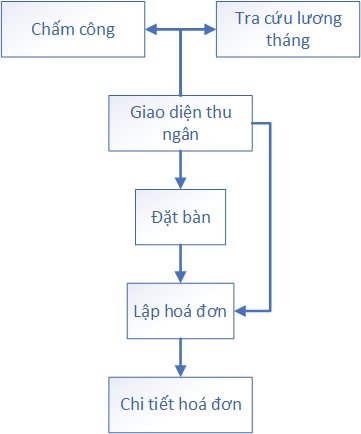 Chấm công
Tra cứu lương
tháng
Giao diện thu
ngân
Đặt bàn
Lập hoá đơn
Chi tiết hoá đơn